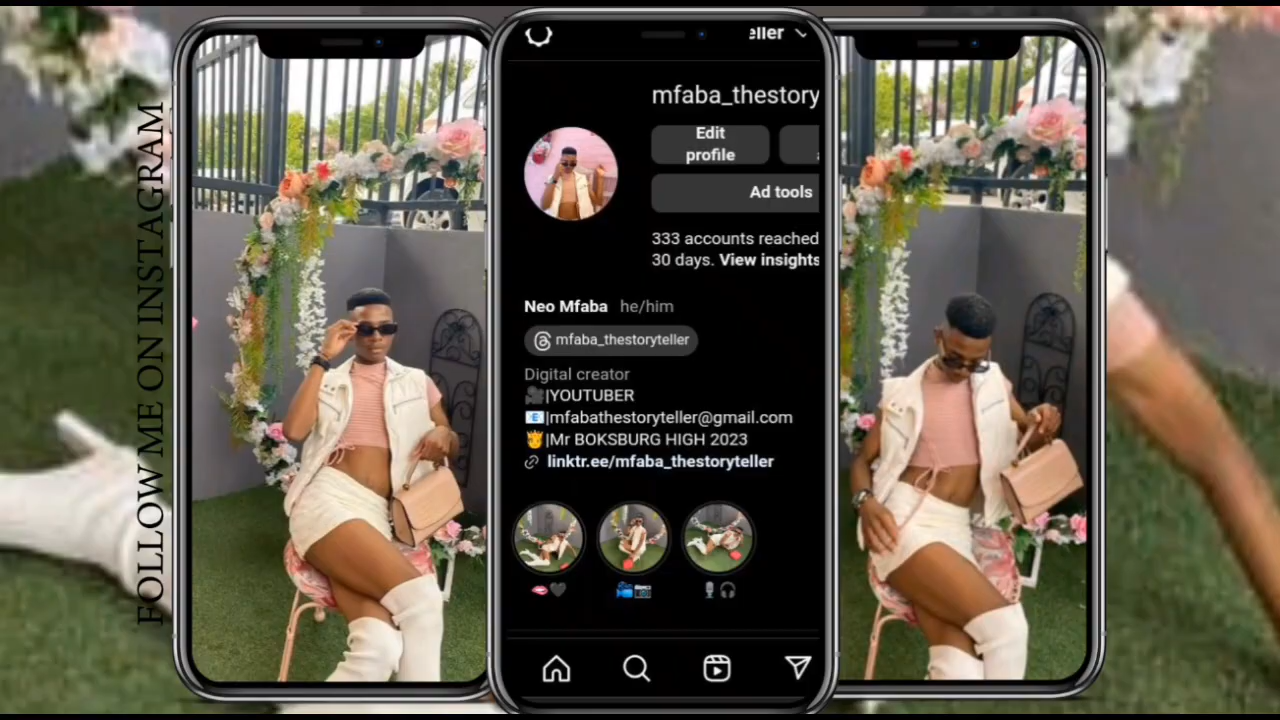 FOLLOW ME ON INSTAGRAM
eller
mfaba_thestory
Edit
profile
Ad tools
333 accounts reached
30 days. View insights
Neo Mfaba he/him
mfaba_thestoryteller
Digital creator
🎥|YOUTUBER
📧|mfabathestoryteller@gmail.com
🤴|Mr BOKSBURG HIGH 2023
linktr.ee/mfaba_thestoryteller